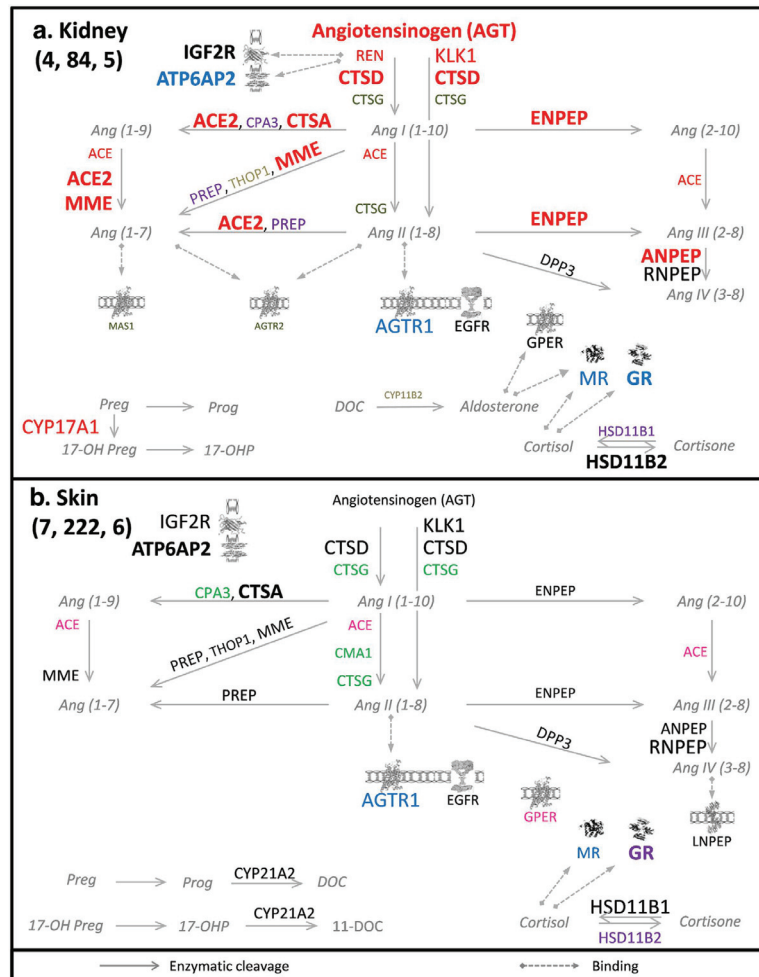 a. Kidney
(4, 84, 5)
IGF2R
ATP6AP2
Angiotensinogen (AGT)
REN
CTSD
CTSG
KLK1
CTSD
CTSG
Ang (1-9)
ACE2, CPA3, CTSA
Ang I (1-10)
ENPEP
Ang (2-10)
ACE
ACE2
MME
PREP, THOP1, MME
ACE
CTSG
ACE
Ang (1-7)
ACE2, PREP
Ang II (1-8)
ENPEP
Ang III (2-8)
DPP3
ANPEP
RNPEP
Ang IV (3-8)
MAS1
AGTR2
AGTR1
EGFR
GPER
MR
GR
Preg
Prog
DOC
CYP11B2
Aldosterone
CYP17A1
17-OH Preg
17-OHP
Cortisol
HSD11B1
HSD11B2
Cortisone
b. Skin
(7, 222, 6)
IGF2R
ATP6AP2
Angiotensinogen (AGT)
CTSD
CTSG
KLK1
CTSD
CTSG
Ang (1-9)
CPA3, CTSA
Ang I (1-10)
ENPEP
Ang (2-10)
ACE
MME
PREP, THOP1, MME
ACE
CMA1
CTSG
ACE
Ang (1-7)
PREP
Ang II (1-8)
ENPEP
Ang III (2-8)
DPP3
ANPEP
RNPEP
Ang IV (3-8)
AGTR1
EGFR
GPER
MR
GR
LNPEP
Preg
Prog
CYP21A2
DOC
17-OH Preg
17-OHP
CYP21A2
11-DOC
Cortisol
HSD11B1
HSD11B2
Cortisone
Enzymatic cleavage
Binding